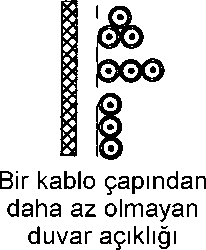 Bir kablo çapından
daha az olmayan
duvar açıklığı